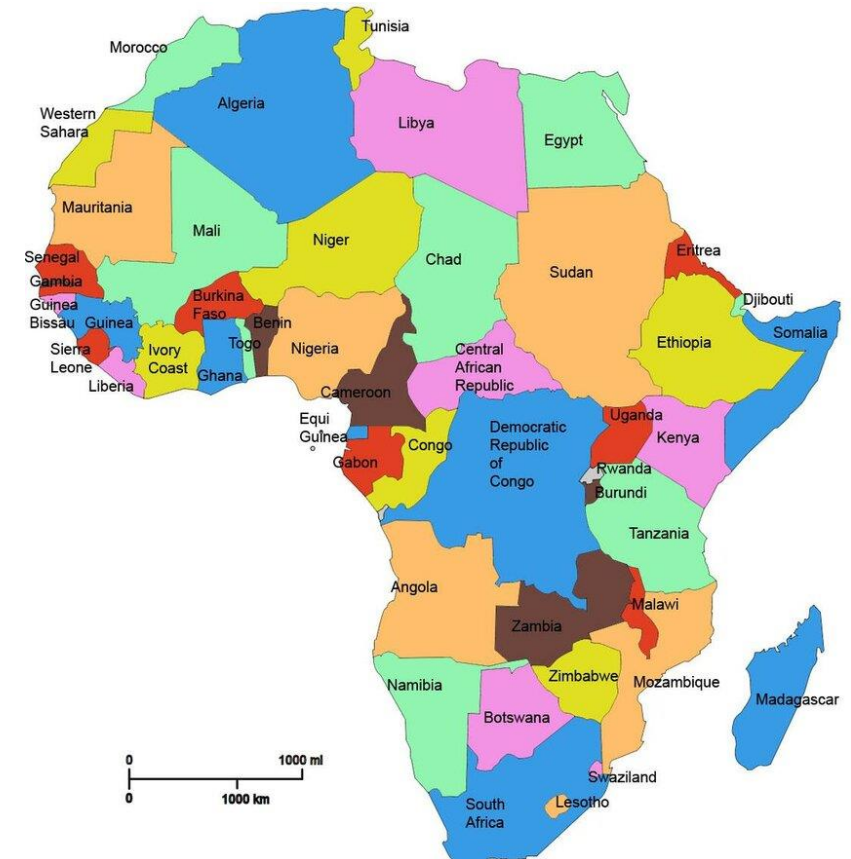 Tunisia
Morocco
Algeria
Western
Sahara
Libya
Egypt
Mauritania
Mali
Niger
Chad
Sudan
Eritrea
Senegal
Gambia
Guinea
Bissau
Guinea
Burkina
Faso
Benin
Togo
Djibouti
Somalia
Ethiopia
Sierra
Leone
Ivory
Coast
Nigeria
Central
African
Republic
Liberia
Ghana
Cameroon
Equi
Guinea
Congo
Democratic
Republic
of
Congo
Uganda
Kenya
Gabon
Rwanda
Burundi
Tanzania
Angola
Malawi
Zambia
Namibia
Zimbabwe
Mozambique
Madagascar
Botswana
0
1000 ml
0
1000 km
Swaziland
South
Africa
Lesotho